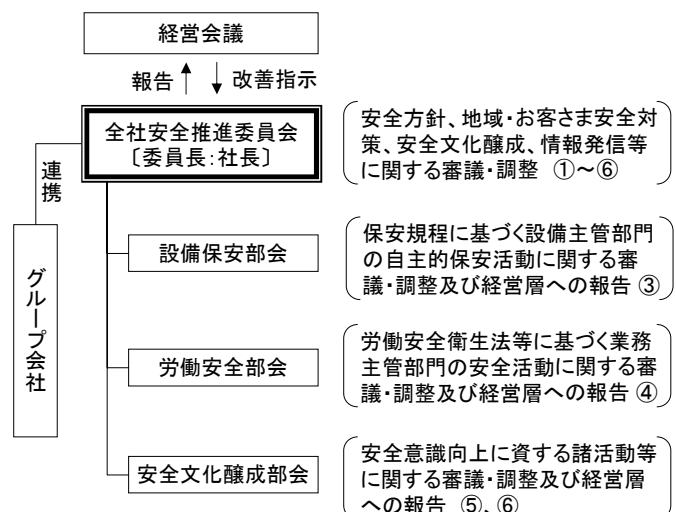 経営会議
報告
改善指示
全社安全推進委員会
〔委員長:社長〕
安全方針、地域・お客さま安全対
策、安全文化醸成、情報発信等
に関する審議・調整 ①~⑥
連携
グループ会社
設備保安部会
保安規程に基づく設備主管部門
の自主的保安活動に関する審
議・調整及び経営層への報告 ③
労働安全部会
労働安全衛生法等に基づく業務
主管部門の安全活動に関する審
議・調整及び経営層への報告 ④
安全文化醸成部会
安全意識向上に資する諸活動等
に関する審議・調整及び経営層
への報告 ⑤、⑥